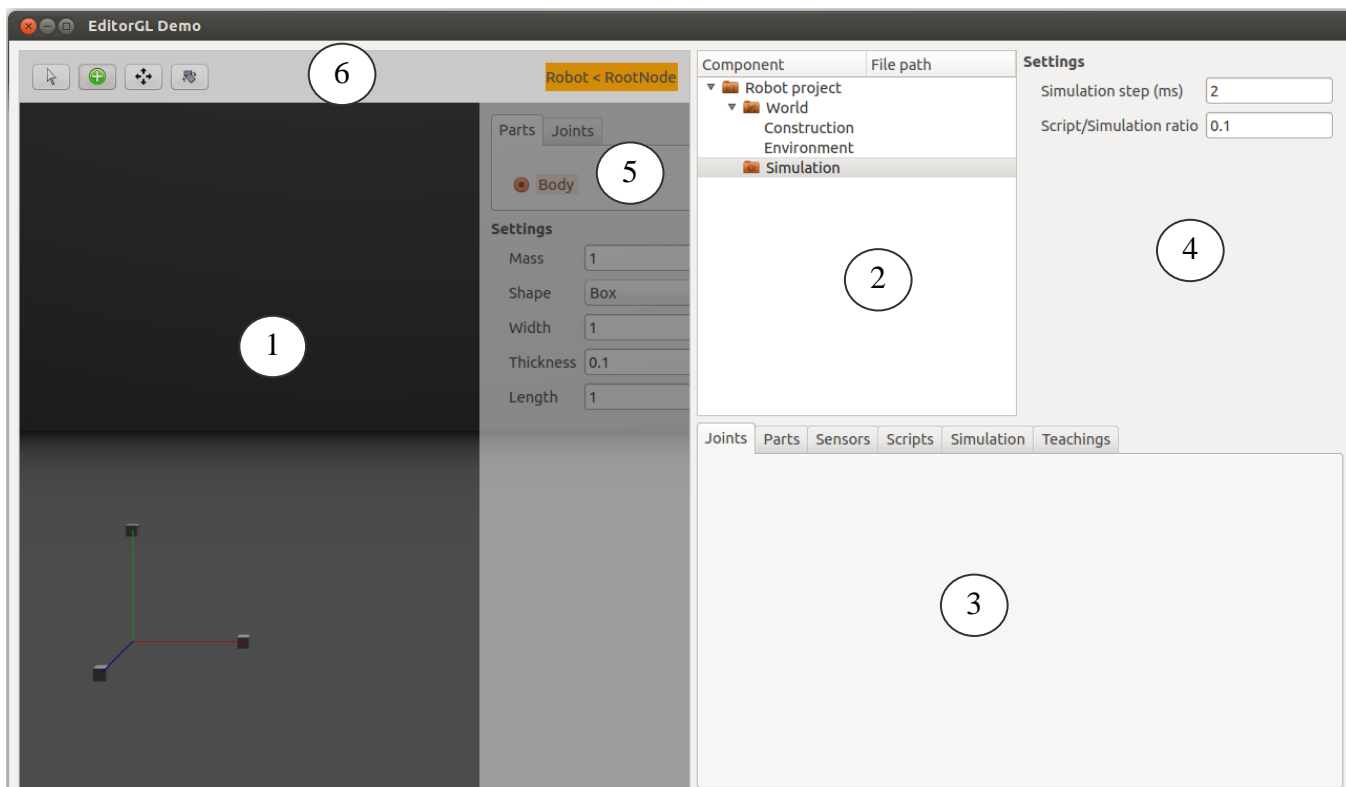 EditorGL Demo
6
Robot < RootNode
Parts Joints
5
Body
Settings
Mass 1
Shape Box
Width 1
Thickness 0.1
Length 1
1
Component File path
Robot project
World
Construction
Environment
Simulation
2
Settings
Simulation step (ms) 2
Script/Simulation ratio 0.1
4
Joints Parts Sensors Scripts Simulation Teachings
3